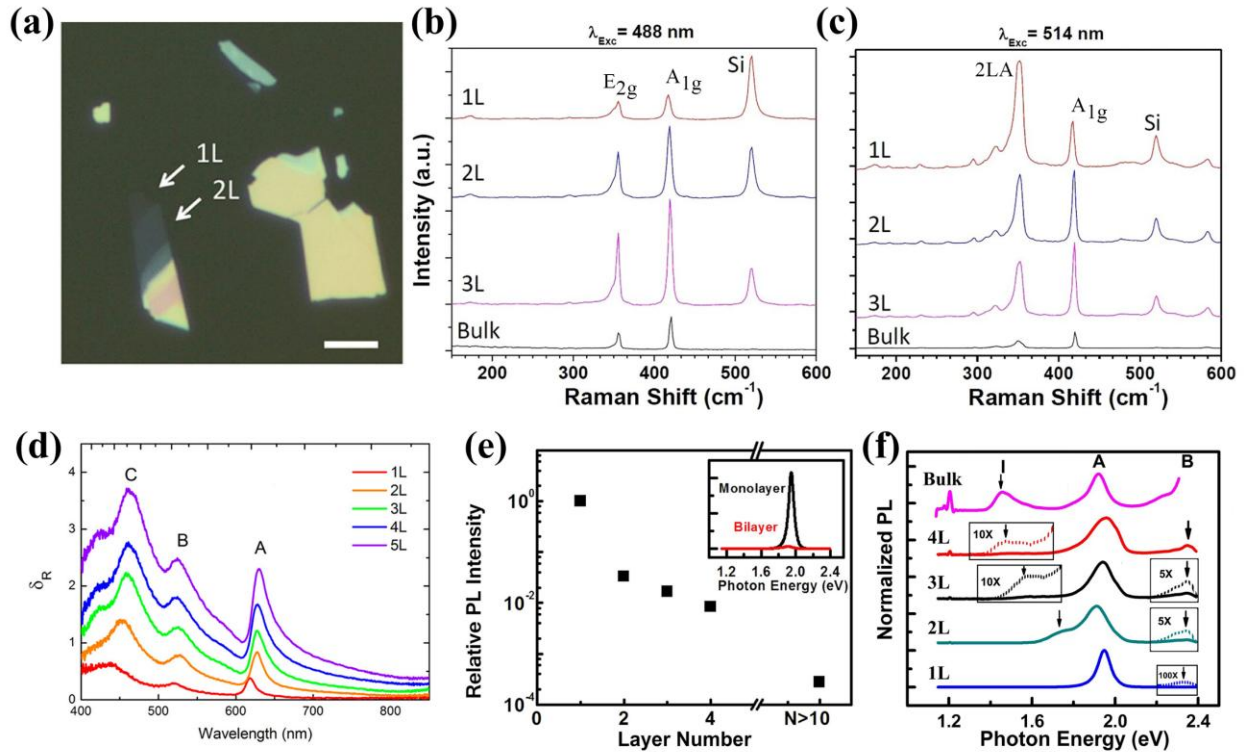 (a)
1L
2L
(b)
λExc = 488 nm
Intensity (a.u.)
1L
2L
3L
Bulk
E2g
A1g
Si
200 300 400 500 600
Raman Shift (cm-1)
(c)
λExc = 514 nm
1L
2L
3L
Bulk
2LA
A1g
Si
200 300 400 500 600
Raman Shift (cm-1)
(d)
δR
4
3
2
1
0
C
B
A
1L
2L
3L
4L
5L
400 500 600 700 800
Wavelength (nm)
(e)
Relative PL Intensity
10^0
10^-2
10^-4
0 2 4 N>10
Layer Number
Monolayer
Bilayer
1.2 1.6 2.0 2.4
Photon Energy (eV)
(f)
Normalized PL
Bulk
I
A
B
4L
10X
3L
10X
5X
2L
5X
1L
100X
1.2 1.6 2.0 2.4
Photon Energy (eV)